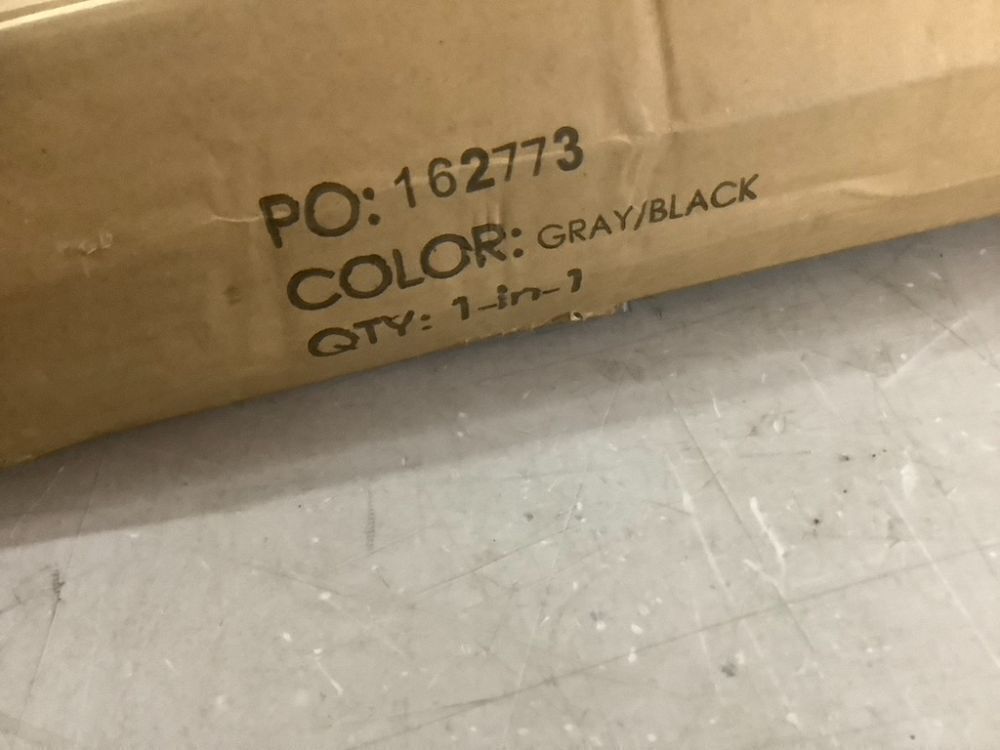 PO: 162773
COLOR: GRAY/BLACK
QTY: 1-in-1